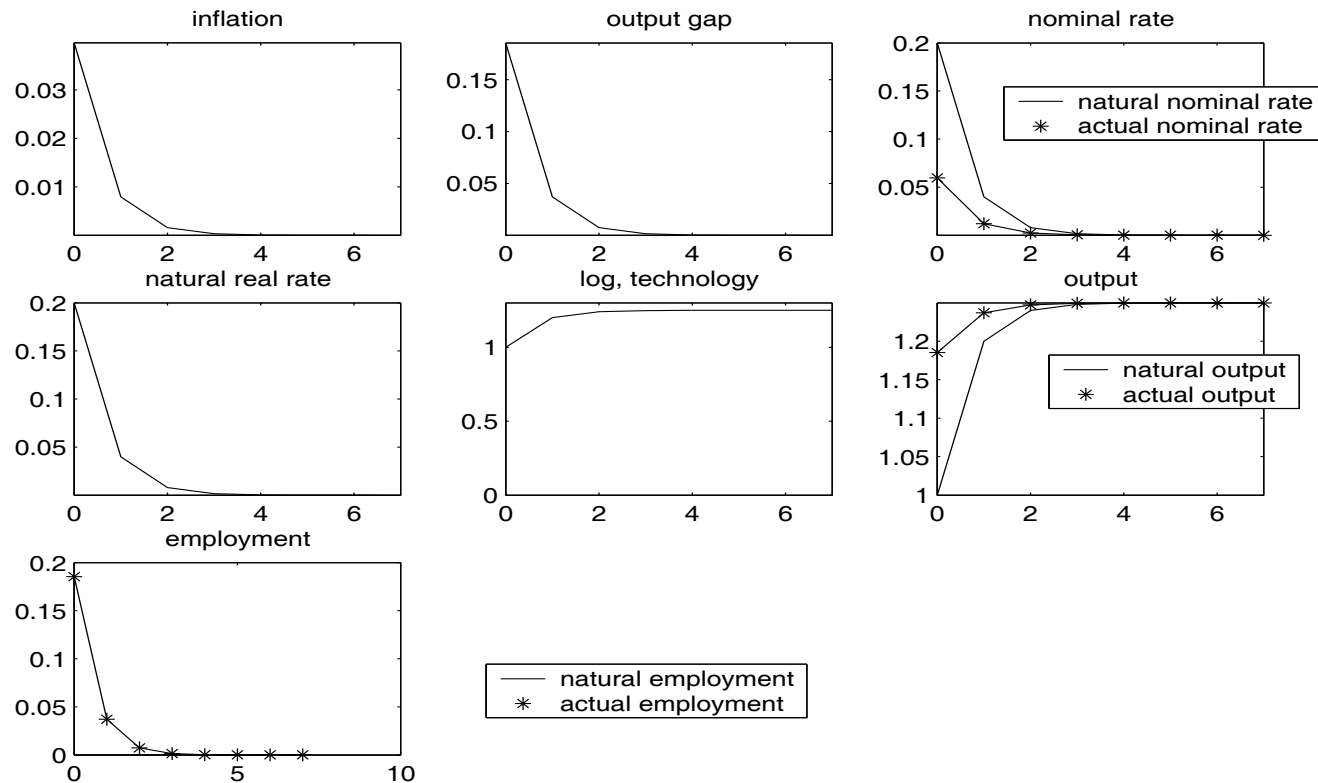 inflation
0.03
0.02
0.01
0 2 4 6
output gap
0.15
0.1
0.05
0 2 4 6
nominal rate
0.2
0.15
0.1
0.05
0 2 4 6
natural nominal rate
actual nominal rate
natural real rate
0.2
0.15
0.1
0.05
0 2 4 6
log, technology
1
0.5
0
0 2 4 6
output
1.2
1.15
1.1
1.05
1
0 2 4 6
natural output
actual output
employment
0.2
0.15
0.1
0.05
0
0 5 10
natural employment
actual employment